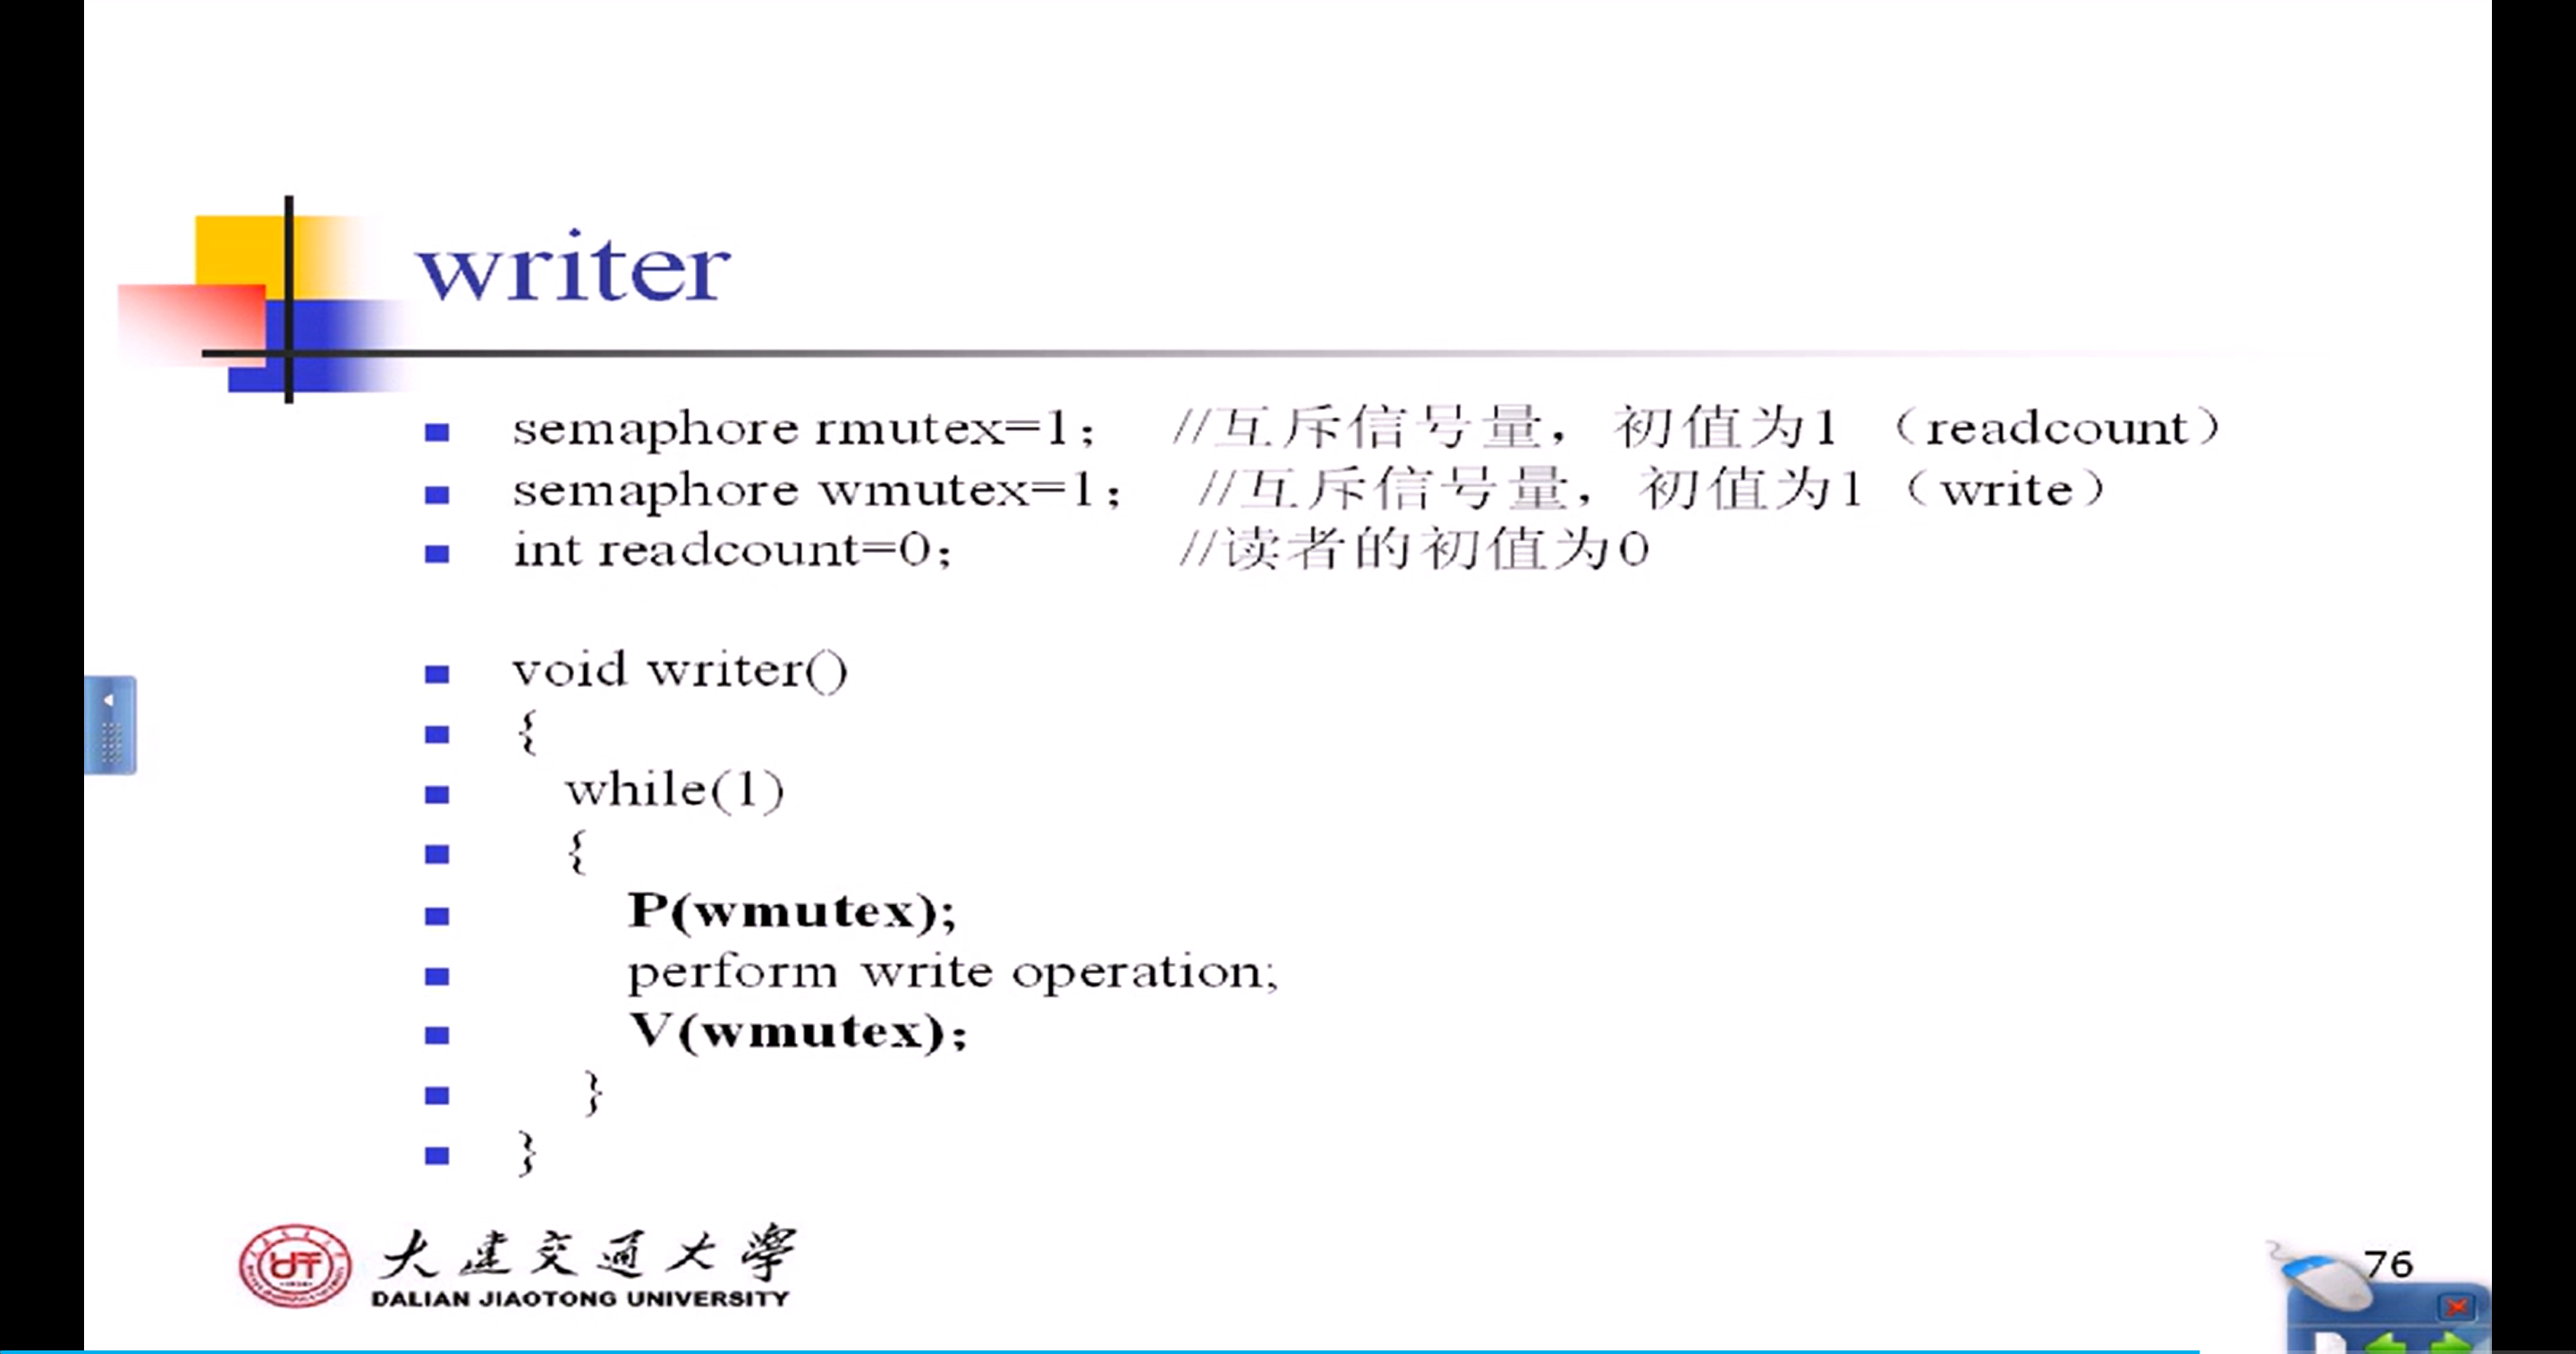 writer
semaphore rmutex=1; //互斥信号量，初值为1 （readcount）
semaphore wmutex=1; //互斥信号量，初值为1（write）
int readcount=0; //读者的初值为0
void writer()
{
while(1)
{
P(wmutex);
perform write operation;
V(wmutex);
}
}
大连交通大学
DALIAN JIAOTONG UNIVERSITY
76